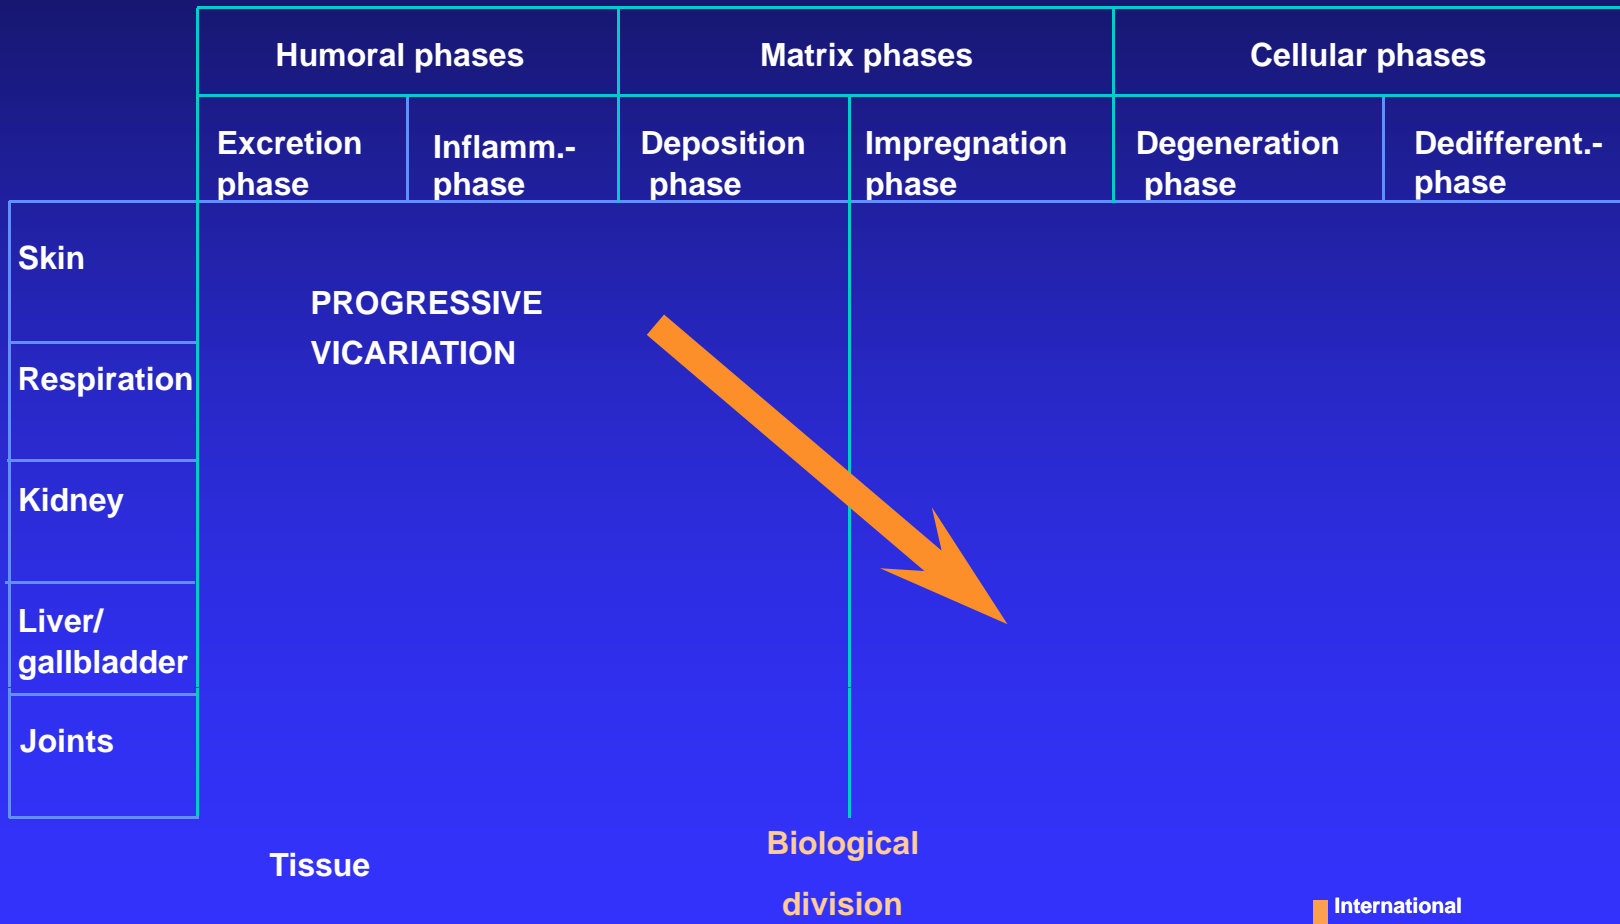 Humoral phases
Matrix phases
Cellular phases
Excretion
phase
Inflamm.-
phase
Deposition
phase
Impregnation
phase
Degeneration
phase
Dedifferent.-
phase
Skin
PROGRESSIVE
VICARIATION
Respiration
Kidney
Liver/
gallbladder
Joints
Tissue
Biological
division
International